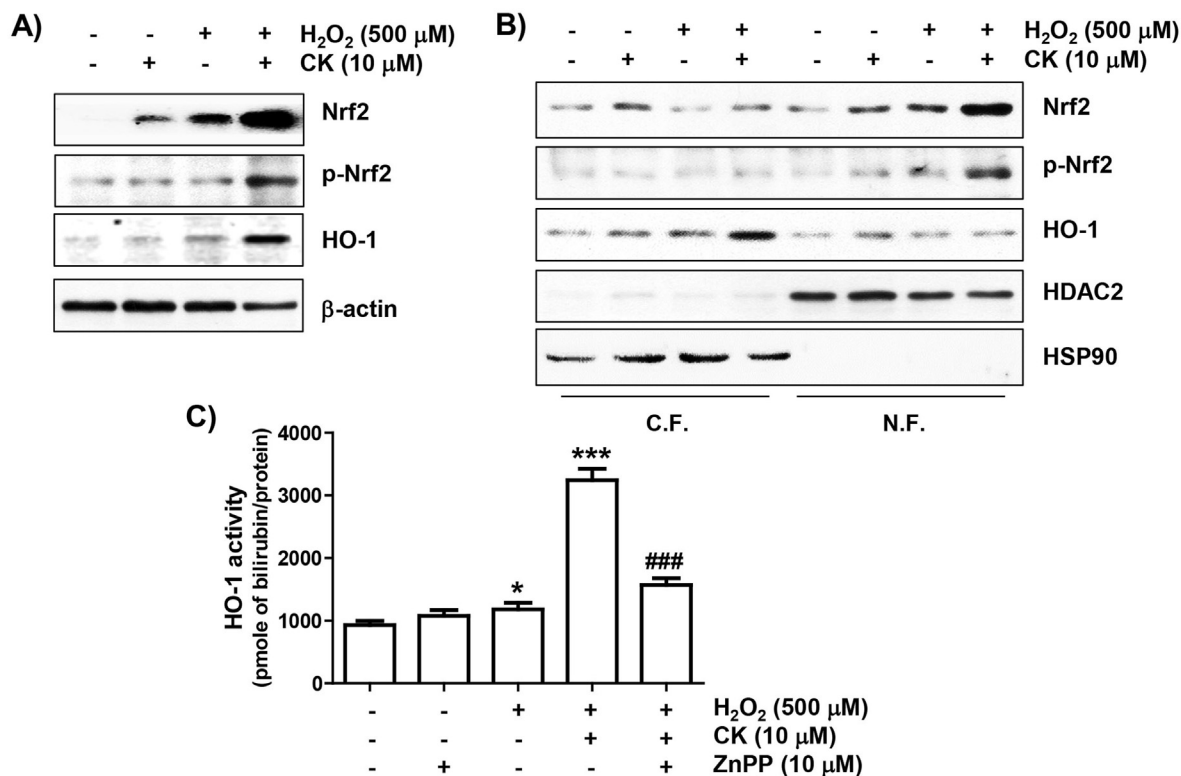 A)
- - + + H₂O₂ (500 μM)
- + - + CK (10 μM)
Nrf2
p-Nrf2
HO-1
β-actin
B)
- - + + - - + + H₂O₂ (500 μM)
- + - + - + - + CK (10 μM)
Nrf2
p-Nrf2
HO-1
HDAC2
HSP90
C.F. N.F.
C)
HO-1 activity
(pmole of bilirubin/protein)
4000
3000
2000
1000
0
*
***
###
- - + + + H₂O₂ (500 μM)
- - - + + CK (10 μM)
- + - - + ZnPP (10 μM)